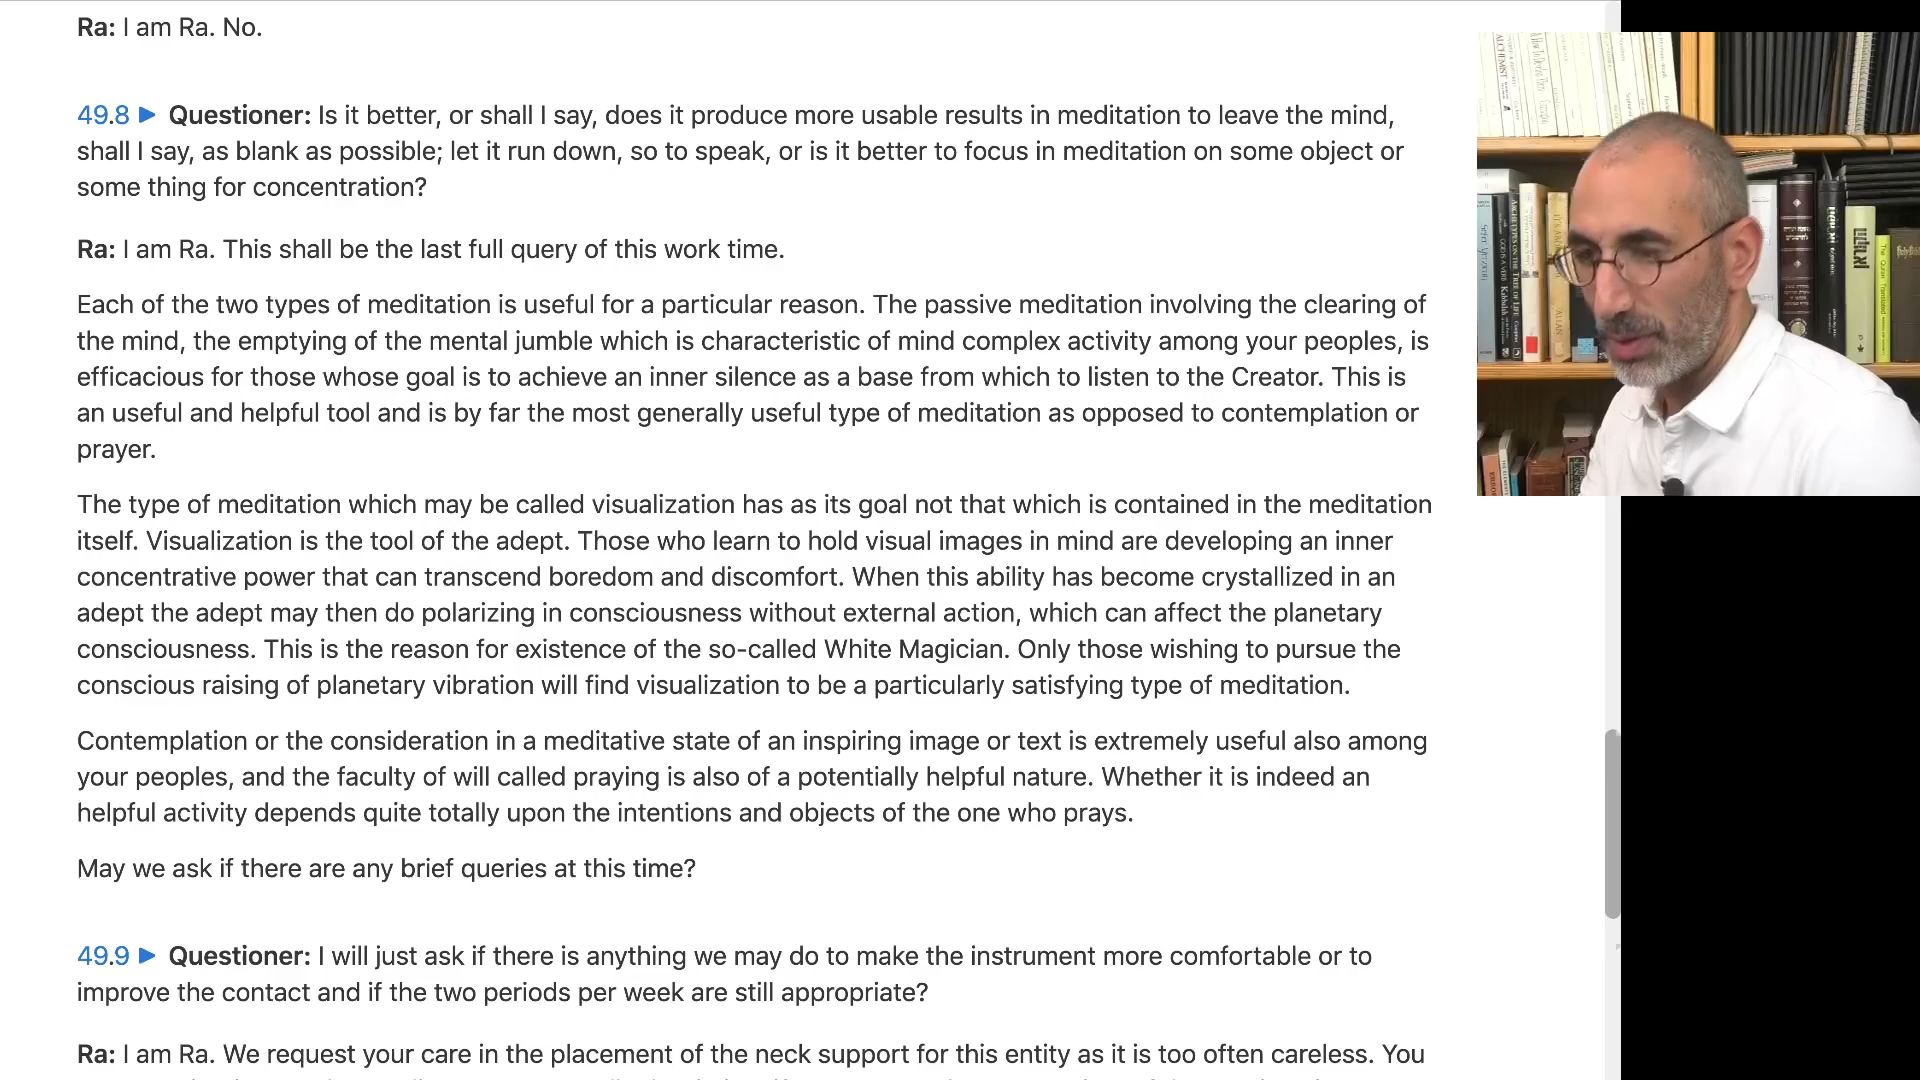 Ra: I am Ra. No.
49.8 ▶ Questioner: Is it better, or shall I say, does it produce more usable results in meditation to leave the mind,
shall I say, as blank as possible; let it run down, so to speak, or is it better to focus in meditation on some object or
some thing for concentration?
Ra: I am Ra. This shall be the last full query of this work time.
Each of the two types of meditation is useful for a particular reason. The passive meditation involving the clearing of
the mind, the emptying of the mental jumble which is characteristic of mind complex activity among your peoples, is
efficacious for those whose goal is to achieve an inner silence as a base from which to listen to the Creator. This is
an useful and helpful tool and is by far the most generally useful type of meditation as opposed to contemplation or
prayer.
The type of meditation which may be called visualization has as its goal not that which is contained in the meditation
itself. Visualization is the tool of the adept. Those who learn to hold visual images in mind are developing an inner
concentrative power that can transcend boredom and discomfort. When this ability has become crystallized in an
adept the adept may then do polarizing in consciousness without external action, which can affect the planetary
consciousness. This is the reason for existence of the so-called White Magician. Only those wishing to pursue the
conscious raising of planetary vibration will find visualization to be a particularly satisfying type of meditation.
Contemplation or the consideration in a meditative state of an inspiring image or text is extremely useful also among
your peoples, and the faculty of will called praying is also of a potentially helpful nature. Whether it is indeed an
helpful activity depends quite totally upon the intentions and objects of the one who prays.
May we ask if there are any brief queries at this time?
49.9 ▶ Questioner: I will just ask if there is anything we may do to make the instrument more comfortable or to
improve the contact and if the two periods per week are still appropriate?
Ra: I am Ra. We request your care in the placement of the neck support for this entity as it is too often careless. You
ALCHEMIST
ARCHETYPES ON THE TREE OF LIFE
GOD IS A VERB
Kabbalah
The Quran Translated
Holy Bible